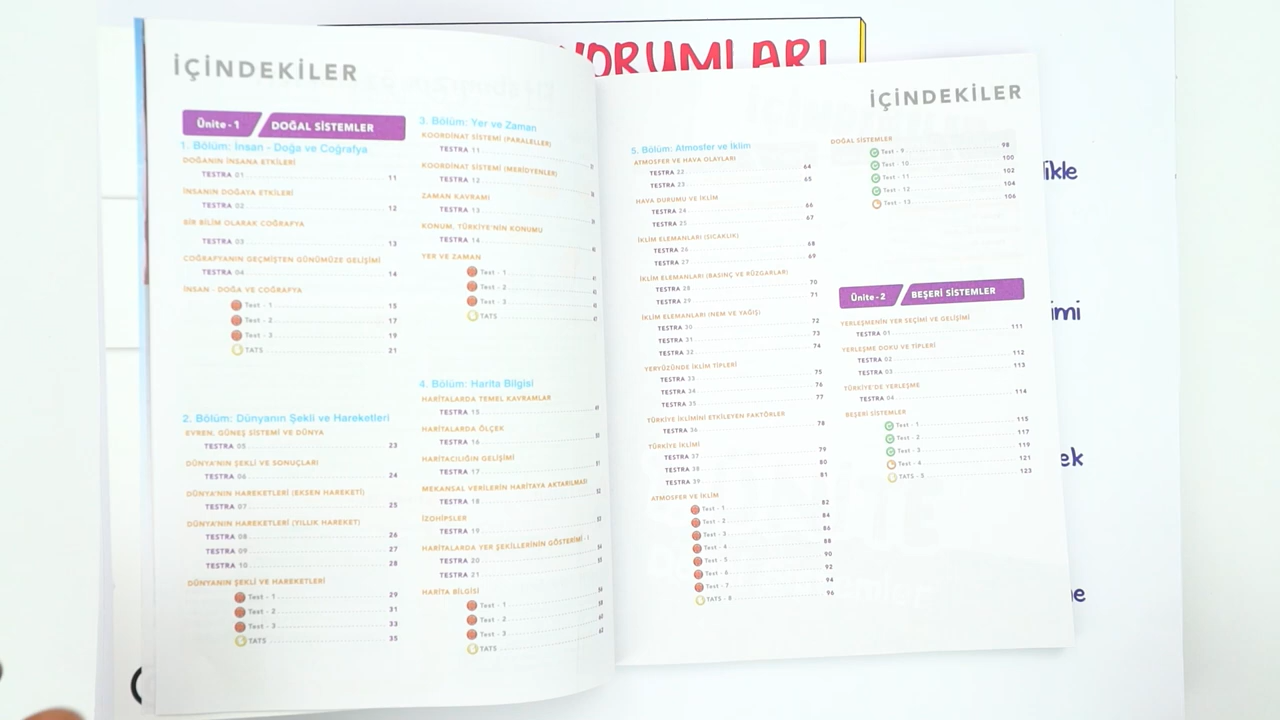 YORUMLARI
İÇİNDEKİLER
Ünite - 1 DOĞAL SİSTEMLER
1. Bölüm: İnsan - Doğa ve Coğrafya
DOĞANIN İNSANA ETKİLERİ
TESTRA 01 11
İNSANIN DOĞAYA ETKİLERİ
TESTRA 02 12
BİR BİLİM OLARAK COĞRAFYA
TESTRA 03 13
COĞRAFYANIN GEÇMİŞTEN GÜNÜMÜZE GELİŞİMİ
TESTRA 04 14
İNSAN - DOĞA VE COĞRAFYA
Test - 1 15
Test - 2 17
Test - 3 19
TATS 21
2. Bölüm: Dünyanın Şekli ve Hareketleri
EVREN, GÜNEŞ SİSTEMİ VE DÜNYA
TESTRA 05 23
DÜNYA'NIN ŞEKLİ VE SONUÇLARI
TESTRA 06 24
DÜNYA'NIN HAREKETLERİ (EKSEN HAREKETİ)
TESTRA 07 25
DÜNYA'NIN HAREKETLERİ (YILLIK HAREKET)
TESTRA 08 26
TESTRA 09 27
TESTRA 10 28
DÜNYANIN ŞEKLİ VE HAREKETLERİ
Test - 1 29
Test - 2 31
Test - 3 33
TATS 35
3. Bölüm: Yer ve Zaman
KOORDİNAT SİSTEMİ (PARALELLER)
TESTRA 11
KOORDİNAT SİSTEMİ (MERİDYENLER)
TESTRA 12
ZAMAN KAVRAMI
TESTRA 13
KONUM, TÜRKİYE'NİN KONUMU
TESTRA 14
YER VE ZAMAN
Test - 1
Test - 2
Test - 3
TATS
4. Bölüm: Harita Bilgisi
HARİTALARDA TEMEL KAVRAMLAR
TESTRA 15
HARİTALARDA ÖLÇEK
TESTRA 16
HARİTACILIĞIN GELİŞİMİ
TESTRA 17
MEKANSAL VERİLERİN HARİTAYA AKTARILMASI
TESTRA 18
İZOHİPSLER
TESTRA 19
HARİTALARDA YER ŞEKİLLERİNİN GÖSTERİMİ - I
TESTRA 20
TESTRA 21
HARİTA BİLGİSİ
Test - 1
Test - 2
Test - 3
TATS
İÇİNDEKİLER
5. Bölüm: Atmosfer ve İklim
ATMOSFER VE HAVA OLAYLARI
TESTRA 22 64
TESTRA 23 65
HAVA DURUMU VE İKLİM
TESTRA 24 66
TESTRA 25 67
İKLİM ELEMANLARI (SICAKLIK)
TESTRA 26 68
TESTRA 27 69
İKLİM ELEMANLARI (BASINÇ VE RÜZGARLAR)
TESTRA 28 70
TESTRA 29 71
İKLİM ELEMANLARI (NEM VE YAĞIŞ)
TESTRA 30 72
TESTRA 31 73
TESTRA 32 74
YERYÜZÜNDE İKLİM TİPLERİ
TESTRA 33 75
TESTRA 34 76
TESTRA 35 77
TÜRKİYE İKLİMİNİ ETKİLEYEN FAKTÖRLER
TESTRA 36 78
TÜRKİYE İKLİMİ
TESTRA 37 79
TESTRA 38 80
TESTRA 39 81
ATMOSFER VE İKLİM
Test - 1 82
Test - 2 84
Test - 3 86
Test - 4 88
Test - 5 90
Test - 6 92
Test - 7 94
TATS - 8 96
DOĞAL SİSTEMLER
Test - 9 98
Test - 10 100
Test - 11 102
Test - 12 104
Test - 13 106
Ünite - 2 BEŞERİ SİSTEMLER
YERLEŞMENİN YER SEÇİMİ VE GELİŞİMİ
TESTRA 01 111
YERLEŞME DOKU VE TİPLERİ
TESTRA 02 112
TESTRA 03 113
TÜRKİYE'DE YERLEŞME
TESTRA 04 114
BEŞERİ SİSTEMLER
Test - 1 115
Test - 2 117
Test - 3 119
Test - 4 121
TATS - 5 123